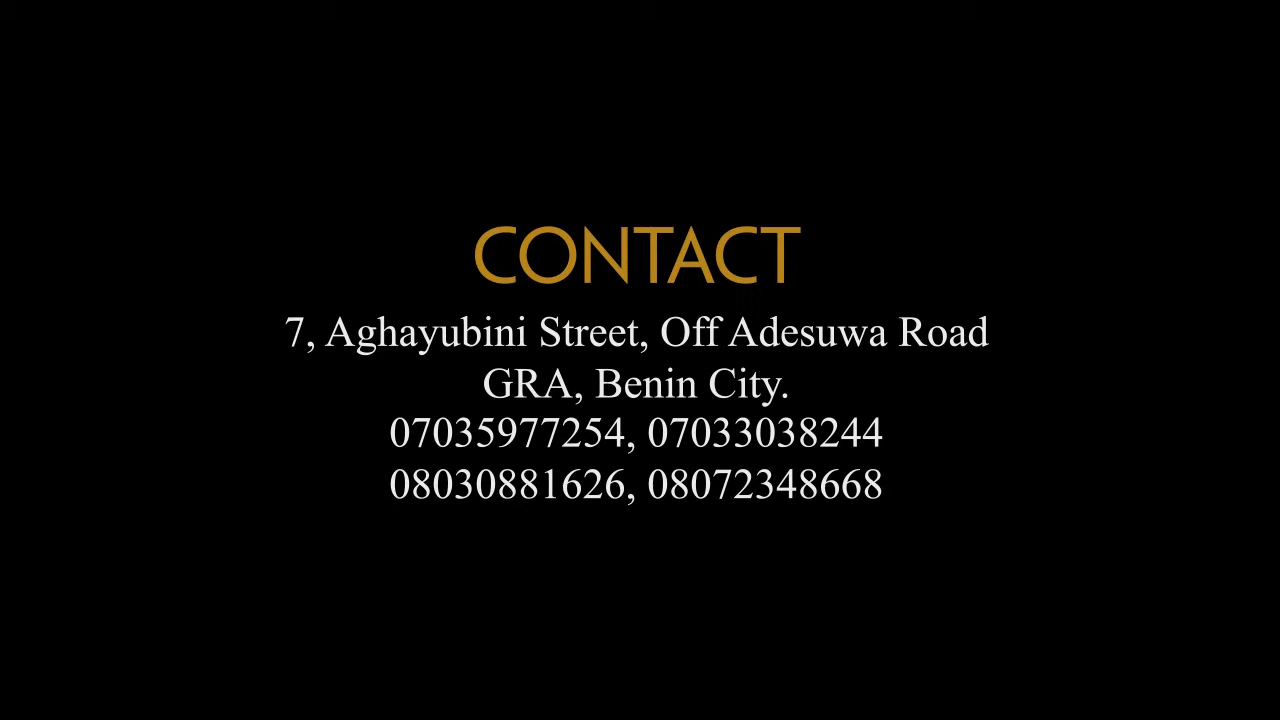 CONTACT
7, Aghayubini Street, Off Adesuwa Road
GRA, Benin City.
07035977254, 07033038244
08030881626, 08072348668